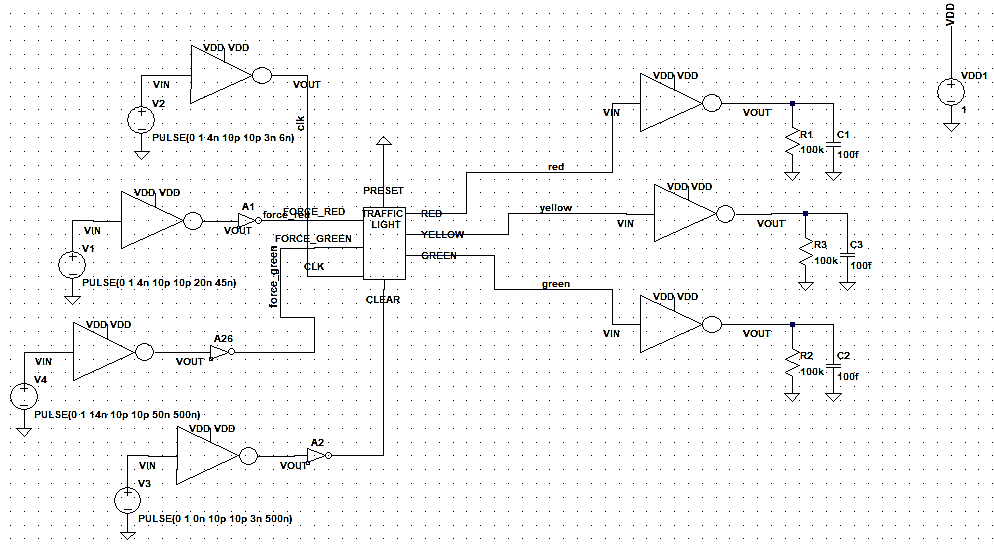 VDD
VDD VDD
VIN
VOUT
V2
PULSE(0 1 4n 10p 10p 3n 6n)
clk
VDD VDD
VIN
VOUT
R1
100k
C1
100f
VDD1
1
red
PRESET
VDD VDD
VIN
VOUT
A1
force_red
FORCE_RED
V1
PULSE(0 1 4n 10p 10p 20n 45n)
TRAFFIC
LIGHT
RED
YELLOW
GREEN
FORCE_GREEN
CLK
CLEAR
force_green
yellow
VDD VDD
VIN
VOUT
R3
100k
C3
100f
green
VDD VDD
VIN
VOUT
R2
100k
C2
100f
VDD VDD
VIN
VOUT
A26
V4
PULSE(0 1 14n 10p 10p 50n 500n)
VDD VDD
VIN
VOUT
A2
V3
PULSE(0 1 0n 10p 10p 3n 500n)